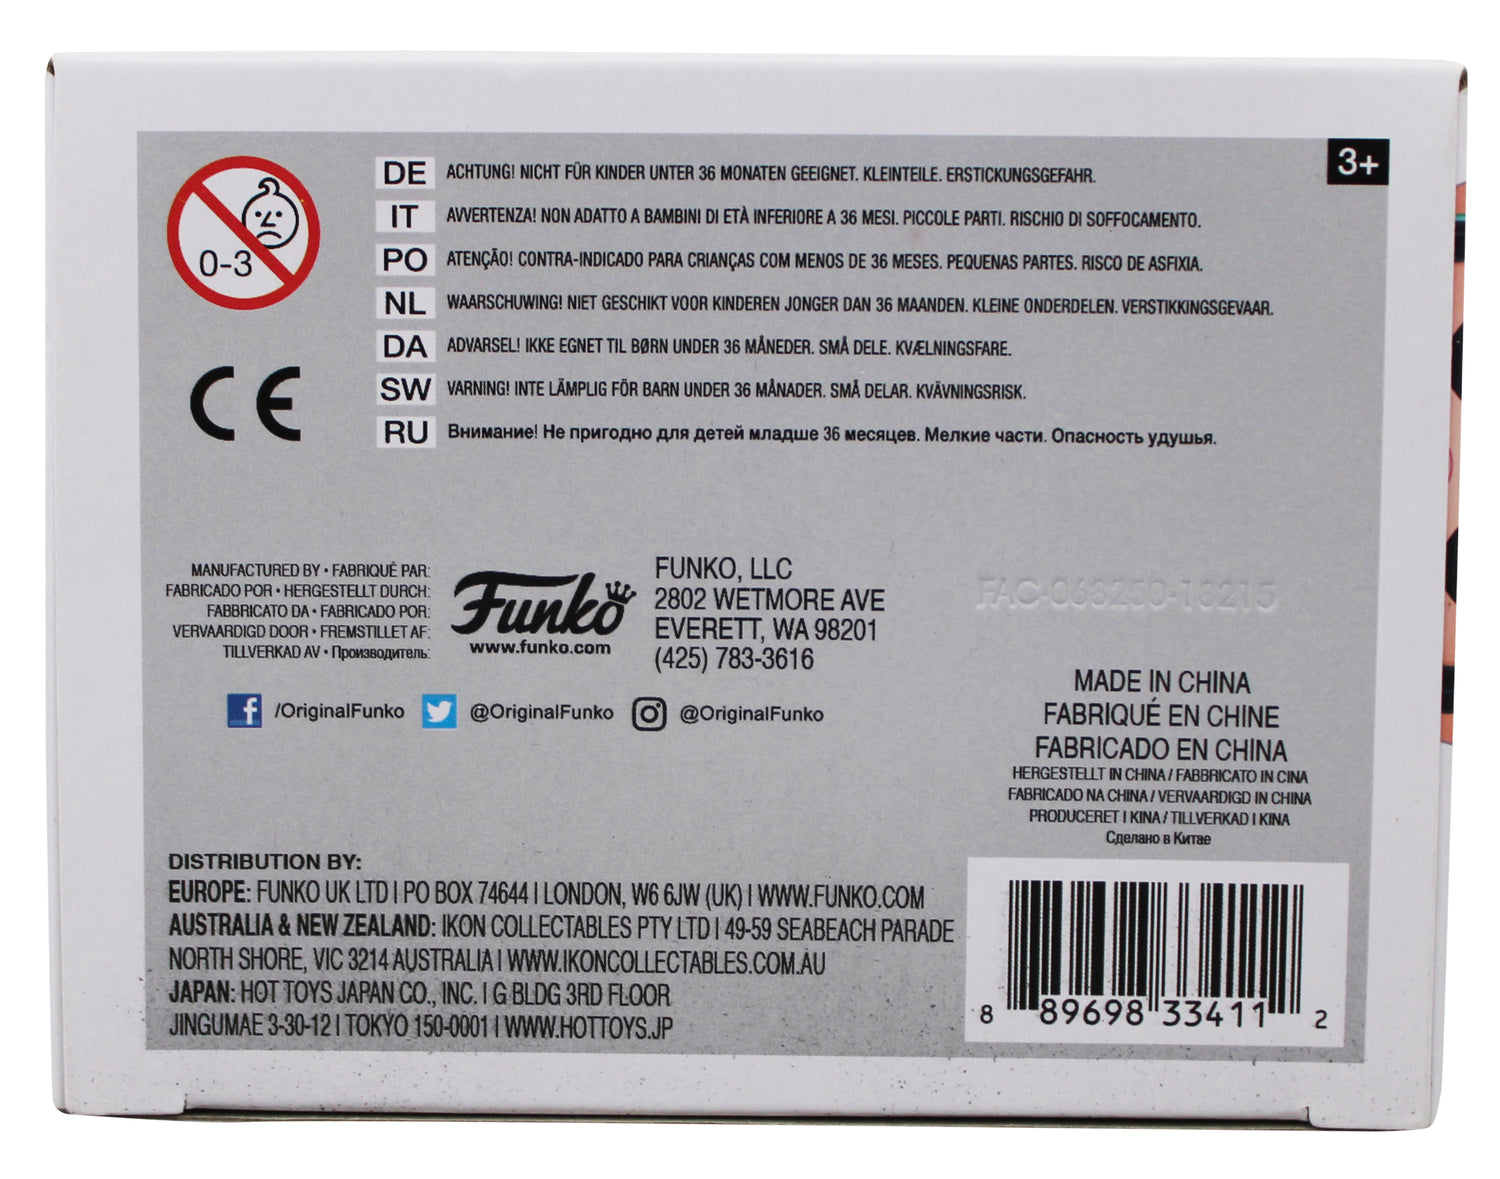 3+
0-3
DE ACHTUNG! NICHT FÜR KINDER UNTER 36 MONATEN GEEIGNET. KLEINTEILE. ERSTICKUNGSGEFAHR.
IT AVVERTENZA! NON ADATTO A BAMBINI DI ETÀ INFERIORE A 36 MESI. PICCOLE PARTI. RISCHIO DI SOFFOCAMENTO.
PO ATENÇÃO! CONTRA-INDICADO PARA CRIANÇAS COM MENOS DE 36 MESES. PEQUENAS PARTES. RISCO DE ASFIXIA.
NL WAARSCHUWING! NIET GESCHIKT VOOR KINDEREN JONGER DAN 36 MAANDEN. KLEINE ONDERDELEN. VERSTIKKINGSGEVAAR.
DA ADVARSEL! IKKE EGNET TIL BØRN UNDER 36 MÅNEDER. SMÅ DELE. KVÆLNINGSFARE.
SW VARNING! INTE LÄMPLIG FÖR BARN UNDER 36 MÅNADER. SMÅ DELAR. KVÄVNINGSRISK.
RU Внимание! Не пригодно для детей младше 36 месяцев. Мелкие части. Опасность удушья.
CE
MANUFACTURED BY • FABRIQUÉ PAR:
FABRICADO POR • HERGESTELLT DURCH:
FABBRICATO DA • FABRICADO POR:
VERVAARDIGD DOOR • FREMSTILLET AF:
TILLVERKAD AV • Производитель:
Funko
www.funko.com
FUNKO, LLC
2802 WETMORE AVE
EVERETT, WA 98201
(425) 783-3616
FAC-068250-18215
/OriginalFunko @OriginalFunko @OriginalFunko
MADE IN CHINA
FABRIQUÉ EN CHINE
FABRICADO EN CHINA
HERGESTELLT IN CHINA / FABBRICATO IN CINA
FABRICADO NA CHINA / VERVAARDIGD IN CHINA
PRODUCERET I KINA / TILLVERKAD I KINA
Сделано в Китае
DISTRIBUTION BY:
EUROPE: FUNKO UK LTD | PO BOX 74644 | LONDON, W6 6JW (UK) | WWW.FUNKO.COM
AUSTRALIA & NEW ZEALAND: IKON COLLECTABLES PTY LTD | 49-59 SEABEACH PARADE
NORTH SHORE, VIC 3214 AUSTRALIA | WWW.IKONCOLLECTABLES.COM.AU
JAPAN: HOT TOYS JAPAN CO., INC. | G BLDG 3RD FLOOR
JINGUMAE 3-30-12 | TOKYO 150-0001 | WWW.HOTTOYS.JP
8 89698 33411 2